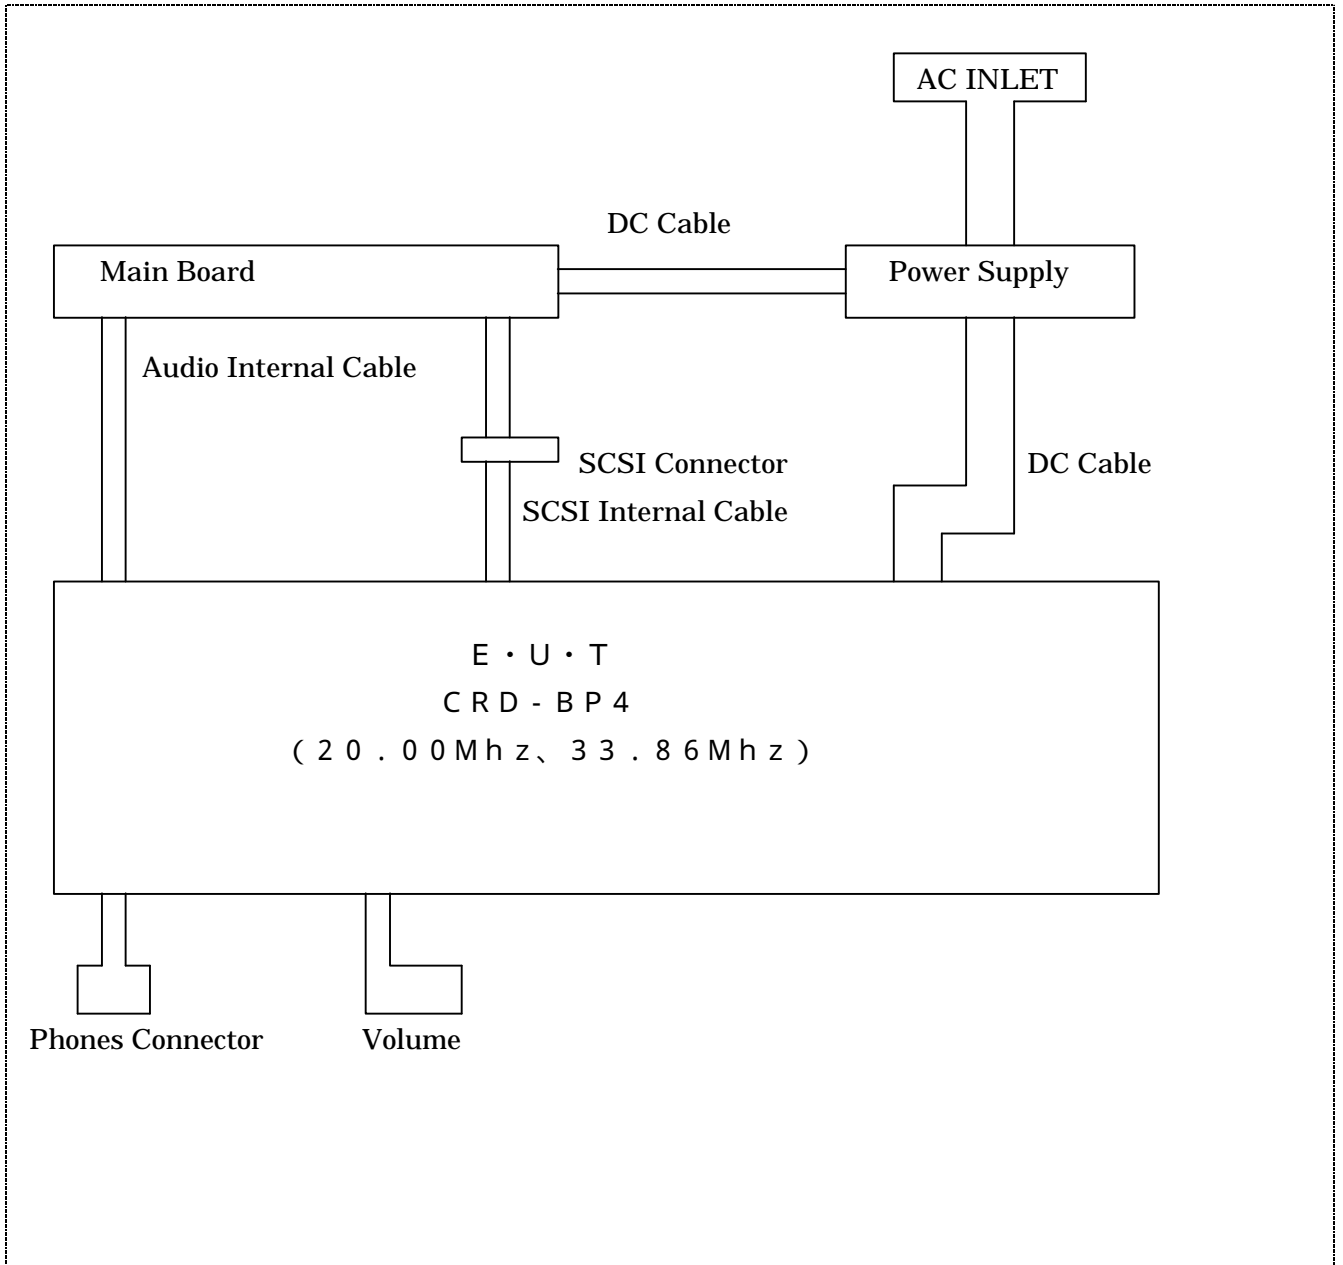 AC INLET
DC Cable
Main Board
Power Supply
Audio Internal Cable
SCSI Connector
DC Cable
SCSI Internal Cable
E・U・T
CRD-BP4
(20.00Mhz、33.86Mhz)
Phones Connector
Volume